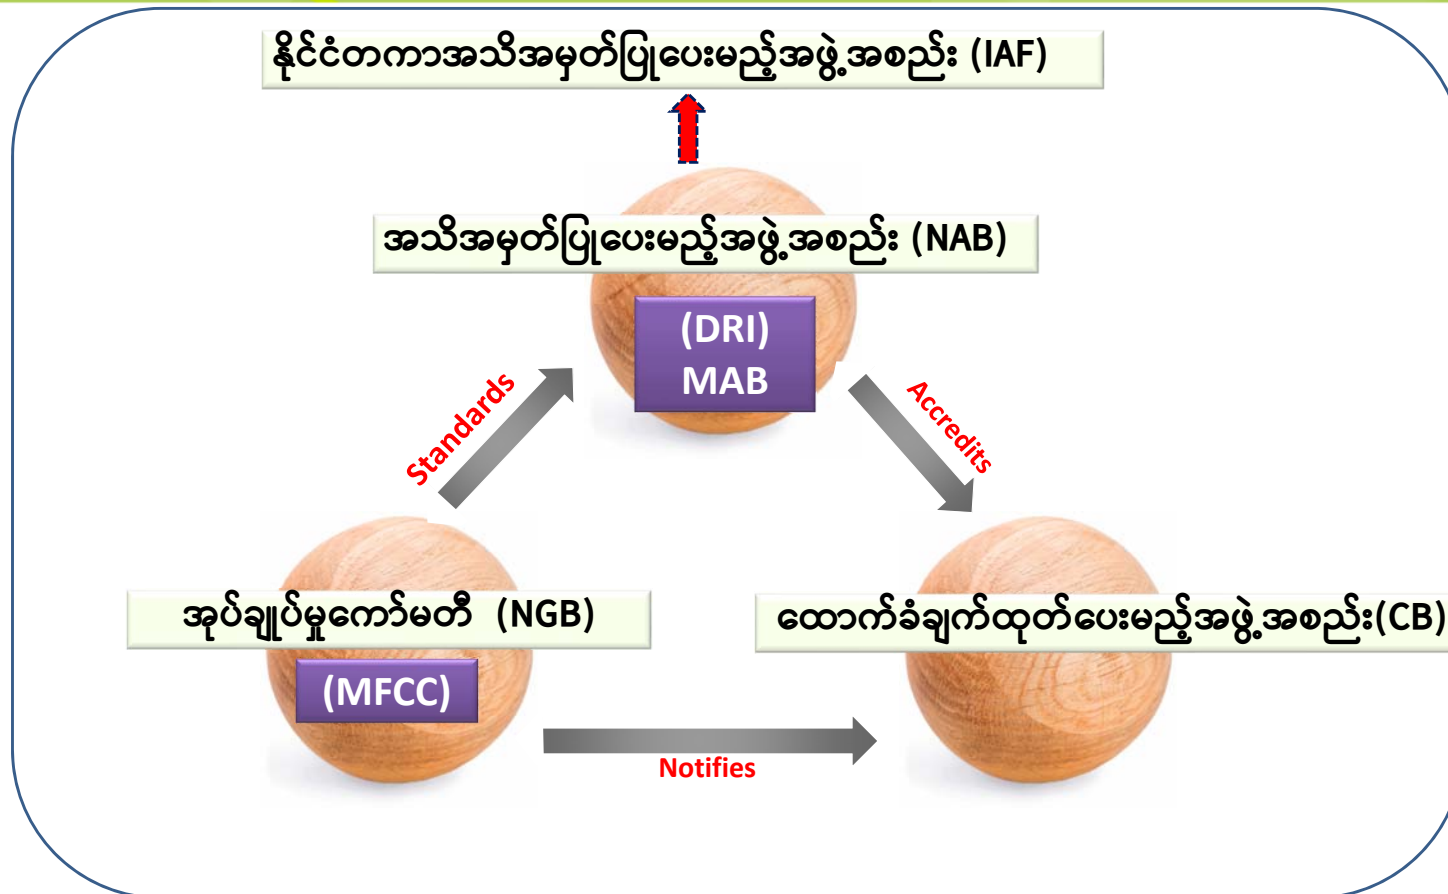 နိုင်ငံတကာအသိအမှတ်ပြုပေးမည့်အဖွဲ့အစည်း (IAF)
အသိအမှတ်ပြုပေးမည့်အဖွဲ့အစည်း (NAB)
(DRI)
MAB
Standards
Accredits
အုပ်ချုပ်မှုကော်မတီ (NGB)
ထောက်ခံချက်ထုတ်ပေးမည့်အဖွဲ့အစည်း(CB)
(MFCC)
Notifies